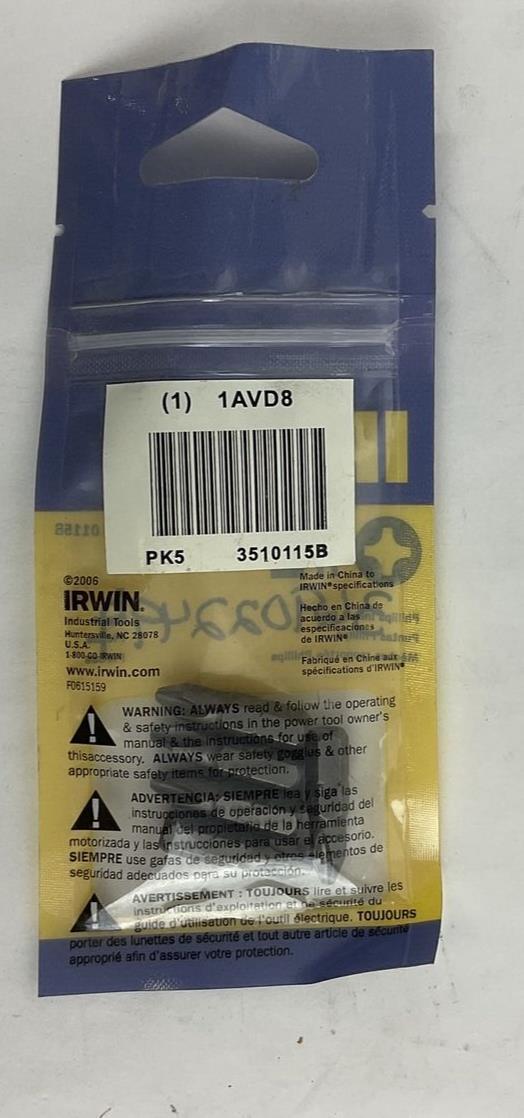 (1) 1AVD8
PK5 3510115B
©2006
IRWIN®
Industrial Tools
Huntersville, NC 28078
U.S.A.
1-800-GO-IRWIN
www.irwin.com
F0615159
Made in China to
IRWIN® specifications
Hecho en China de
acuerdo a las
especificaciones
de IRWIN®
Fabriqué en Chine aux
spécifications d'IRWIN®
WARNING: ALWAYS read & follow the operating
& safety instructions in the power tool owner's
manual & the instructions for use of
thisaccessory. ALWAYS wear safety goggles & other
appropriate safety items for protection.
ADVERTENCIA: SIEMPRE lea y siga las
instrucciones de operación y seguridad del
manual del propietario de la herramienta
motorizada y las instrucciones para usar el accesorio.
SIEMPRE use gafas de seguridad y otros elementos de
seguridad adecuados para su protección.
AVERTISSEMENT : TOUJOURS lire et suivre les
instructions d'exploitation et de sécurité du
guide d'utilisation de l'outil électrique. TOUJOURS
porter des lunettes de sécurité et tout autre article de sécurité
approprié afin d'assurer votre protection.